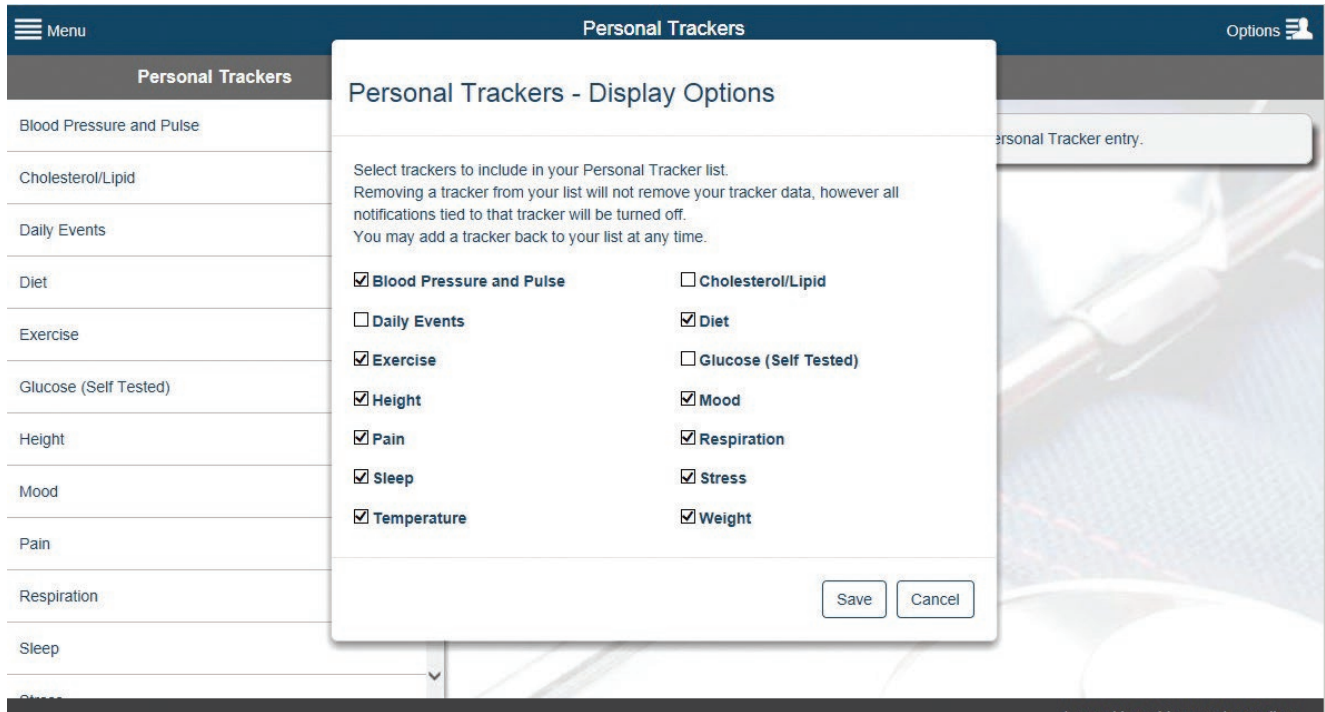 Menu
Personal Trackers
Options
Personal Trackers
Blood Pressure and Pulse
Cholesterol/Lipid
Daily Events
Diet
Exercise
Glucose (Self Tested)
Height
Mood
Pain
Respiration
Sleep
Personal Tracker entry.
Personal Trackers - Display Options
Select trackers to include in your Personal Tracker list.
Removing a tracker from your list will not remove your tracker data, however all
notifications tied to that tracker will be turned off.
You may add a tracker back to your list at any time.
Blood Pressure and Pulse
Cholesterol/Lipid
Daily Events
Diet
Exercise
Glucose (Self Tested)
Height
Mood
Pain
Respiration
Sleep
Stress
Temperature
Weight
Save
Cancel